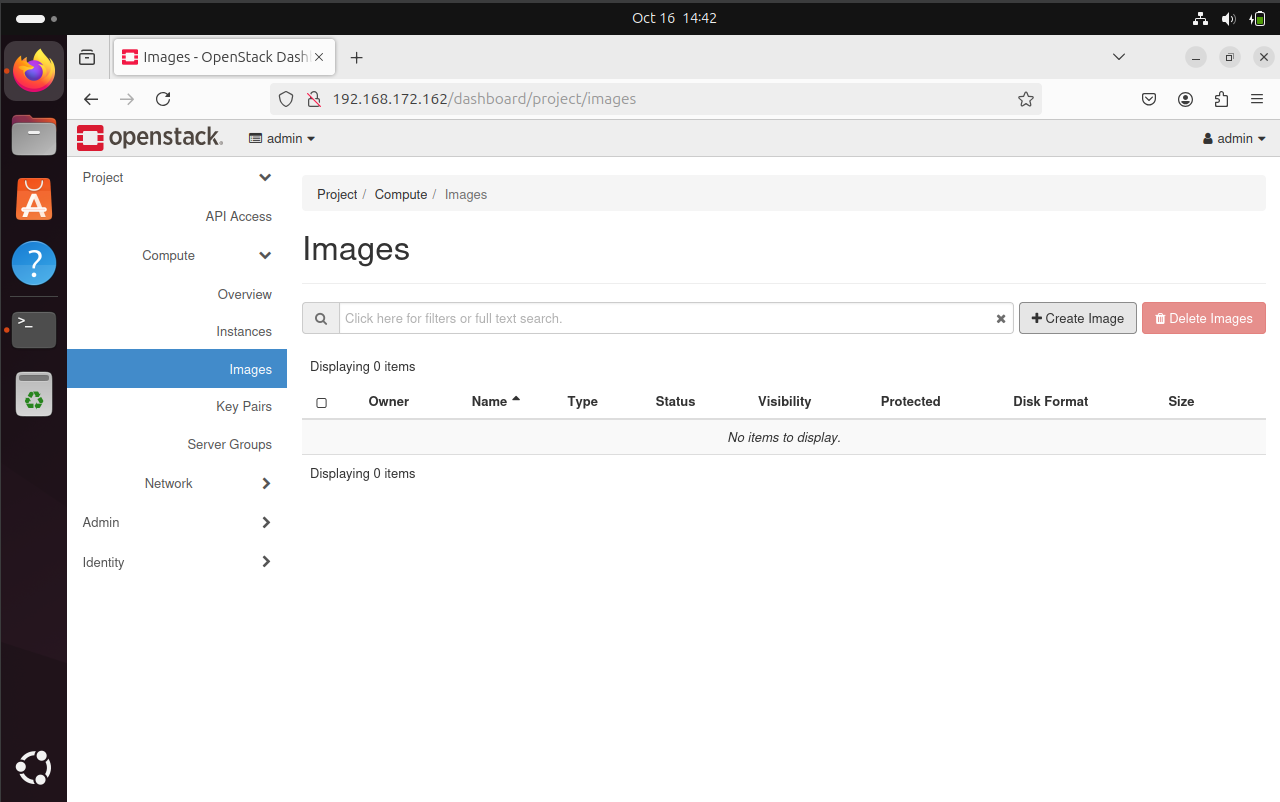 Oct 16 14:42
Images - OpenStack Dash
192.168.172.162/dashboard/project/images
openstack.
admin
admin
Project
API Access
Compute
Overview
Instances
Images
Key Pairs
Server Groups
Network
Admin
Identity
Project / Compute / Images
Images
Click here for filters or full text search.
Create Image
Delete Images
Displaying 0 items
Owner Name Type Status Visibility Protected Disk Format Size
No items to display.
Displaying 0 items